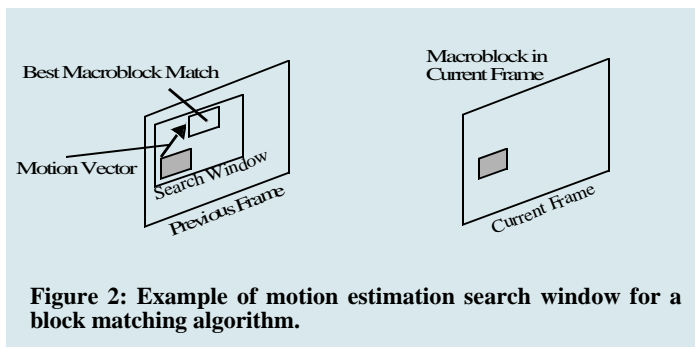 Best Macroblock Match
Motion Vector
Search Window
Previous Frame
Macroblock in
Current Frame
Current Frame
Figure 2: Example of motion estimation search window for a
block matching algorithm.